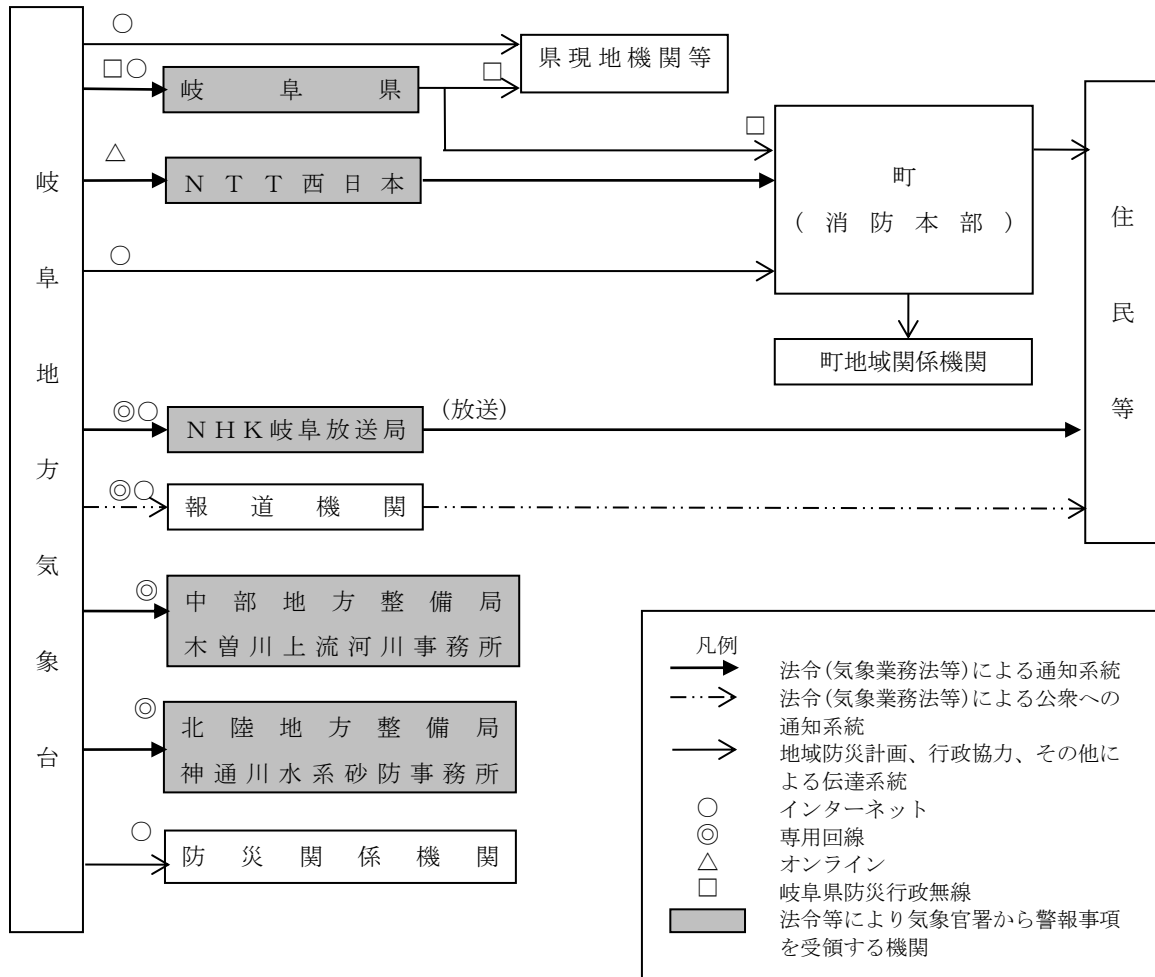 岐阜地方気象台
○
□○
岐阜県
□
県現地機関等
□
△
NTT西日本
町
(消防本部)
○
町地域関係機関
住民等
◎○
NHK岐阜放送局
(放送)
◎○
報道機関
◎
中部地方整備局
木曽川上流河川事務所
◎
北陸地方整備局
神通川水系砂防事務所
○
防災関係機関
凡例
法令(気象業務法等)による通知系統
法令(気象業務法等)による公衆への
通知系統
地域防災計画、行政協力、その他に
よる伝達系統
○ インターネット
◎ 専用回線
△ オンライン
□ 岐阜県防災行政無線
法令等により気象官署から警報事項
を受領する機関